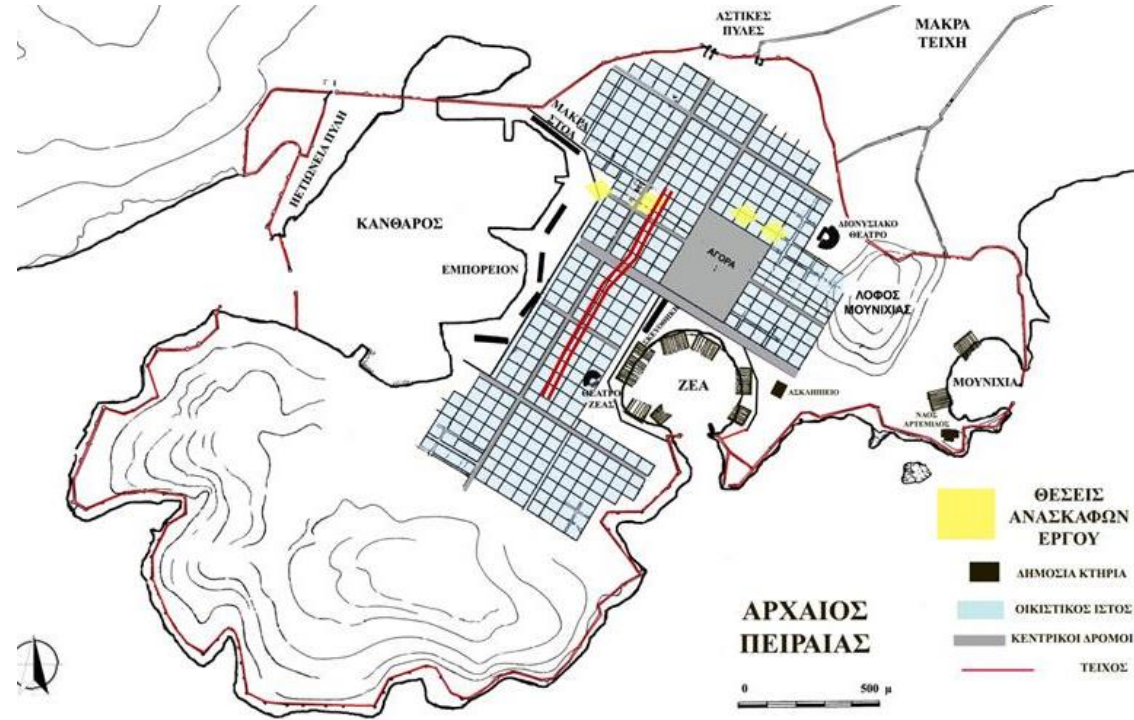 ΑΣΤΙΚΕΣ
ΠΥΛΕΣ
ΜΑΚΡΑ
ΤΕΙΧΗ
ΜΑΚΡΑ
ΣΤΟΑ
ΗΕΤΙΩΝΕΙΑ ΠΥΛΗ
ΚΑΝΘΑΡΟΣ
ΔΙΟΝΥΣΙΑΚΟ
ΘΕΑΤΡΟ
ΑΓΟΡΑ
ΕΜΠΟΡΕΙΟΝ
ΛΟΦΟΣ
ΜΟΥΝΙΧΙΑΣ
ΣΚΕΥΟΘΗΚΗ
ΖΕΑ
ΜΟΥΝΙΧΙΑ
ΘΕΑΤΡΟ
ΖΕΑΣ
ΑΣΚΛΗΠΙΕΙΟ
ΝΑΟΣ
ΑΡΤΕΜΙΔΟΣ
ΘΕΣΕΙΣ
ΑΝΑΣΚΑΦΩΝ
ΕΡΓΟΥ
ΔΗΜΟΣΙΑ ΚΤΗΡΙΑ
ΟΙΚΙΣΤΙΚΟΣ ΙΣΤΟΣ
ΚΕΝΤΡΙΚΟΙ ΔΡΟΜΟΙ
ΤΕΙΧΟΣ
ΑΡΧΑΙΟΣ
ΠΕΙΡΑΙΑΣ
0 500 μ